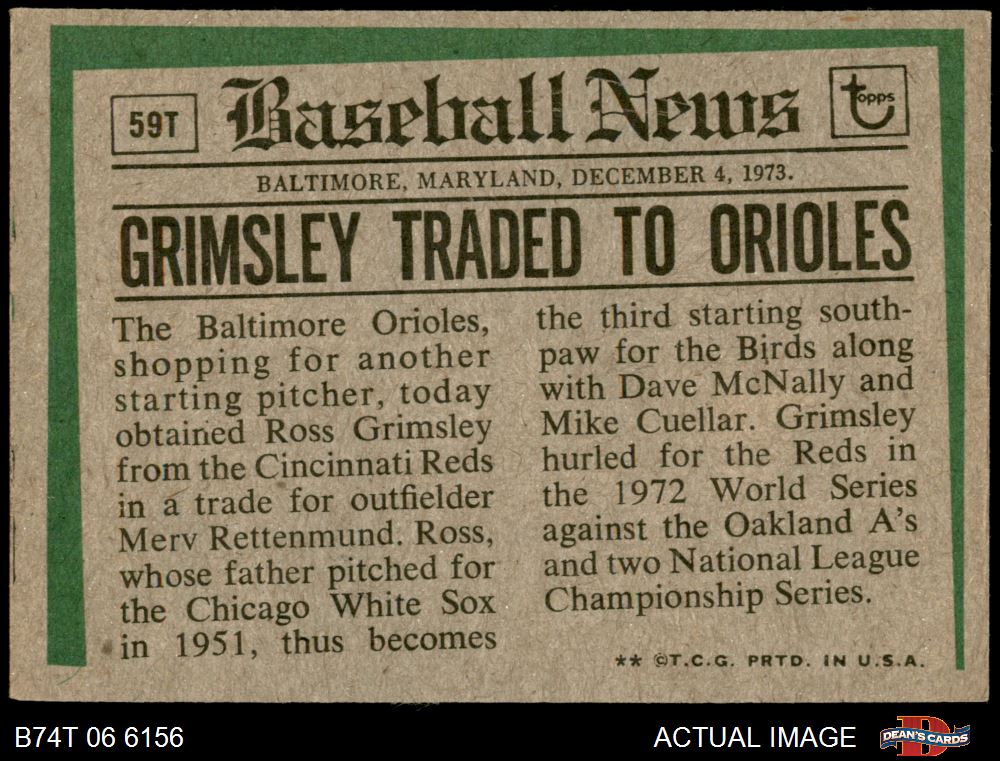 59T
Baseball News
topps
BALTIMORE, MARYLAND, DECEMBER 4, 1973.
GRIMSLEY TRADED TO ORIOLES
The Baltimore Orioles,
shopping for another
starting pitcher, today
obtained Ross Grimsley
from the Cincinnati Reds
in a trade for outfielder
Merv Rettenmund. Ross,
whose father pitched for
the Chicago White Sox
in 1951, thus becomes
the third starting south-
paw for the Birds along
with Dave McNally and
Mike Cuellar. Grimsley
hurled for the Reds in
the 1972 World Series
against the Oakland A's
and two National League
Championship Series.
** ©T.C.G. PRTD. IN U.S.A.
B74T 06 6156
ACTUAL IMAGE
DEAN'S CARDS